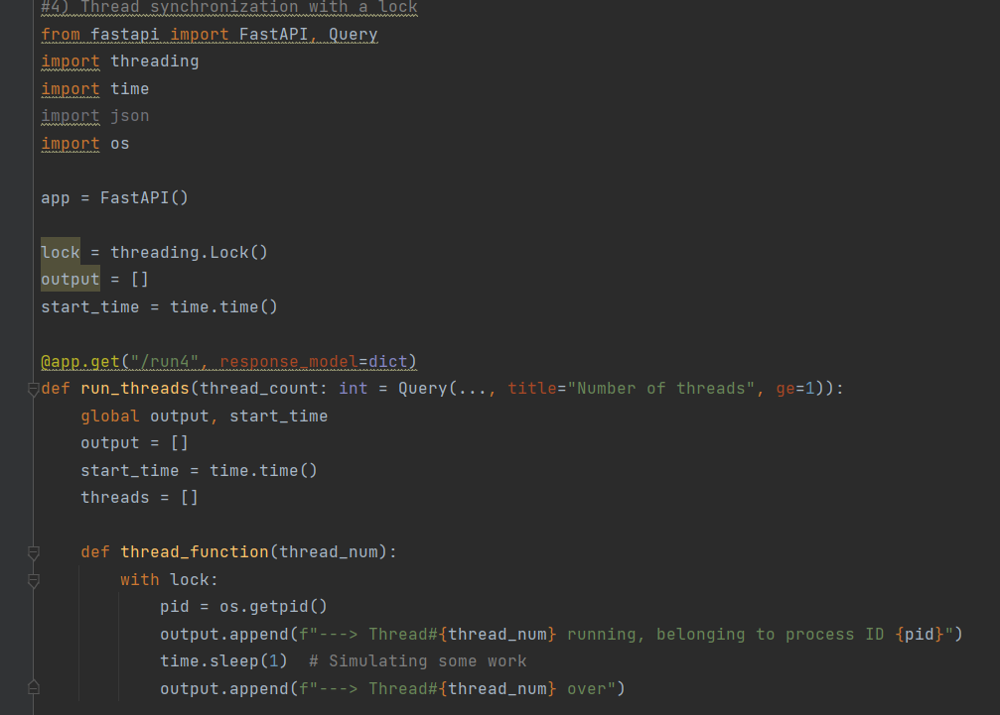 #4) Thread synchronization with a lock
from fastapi import FastAPI, Query
import threading
import time
import json
import os
app = FastAPI()
lock = threading.Lock()
output = []
start_time = time.time()
@app.get("/run4", response_model=dict)
def run_threads(thread_count: int = Query(..., title="Number of threads", ge=1)):
    global output, start_time
    output = []
    start_time = time.time()
    threads = []
    def thread_function(thread_num):
        with lock:
            pid = os.getpid()
            output.append(f"---> Thread#{thread_num} running, belonging to process ID {pid}")
            time.sleep(1)  # Simulating some work
            output.append(f"---> Thread#{thread_num} over")